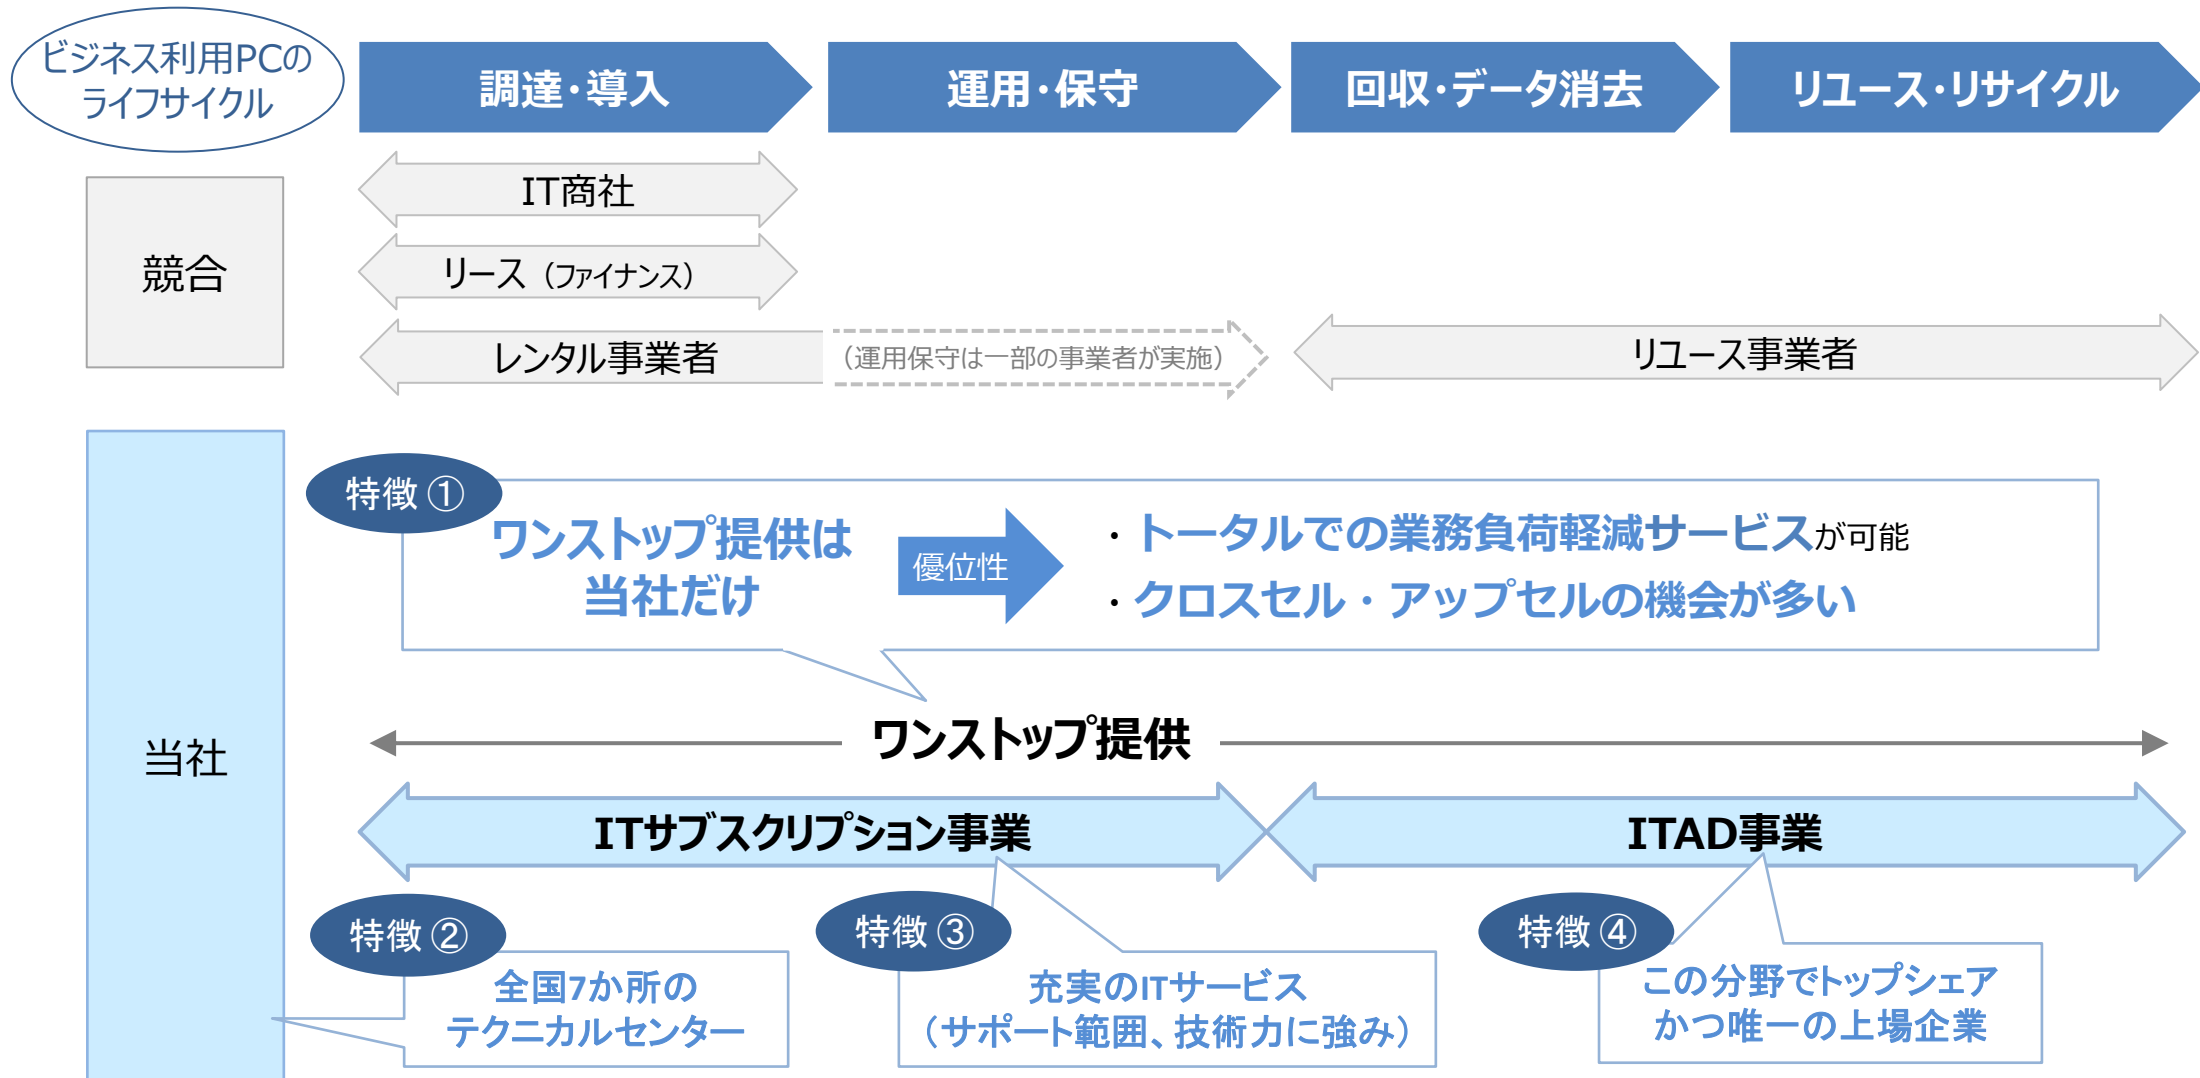 ビジネス利用PCの
ライフサイクル
調達・導入
運用・保守
回収・データ消去
リユース・リサイクル
競合
IT商社
リース（ファイナンス）
レンタル事業者
（運用保守は一部の事業者が実施）
リユース事業者
当社
特徴 ①
ワンストップ提供は
当社だけ
優位性
・トータルでの業務負荷軽減サービスが可能
・クロスセル・アップセルの機会が多い
ワンストップ提供
ITサブスクリプション事業
ITAD事業
特徴 ②
全国7か所の
テクニカルセンター
特徴 ③
充実のITサービス
（サポート範囲、技術力に強み）
特徴 ④
この分野でトップシェア
かつ唯一の上場企業